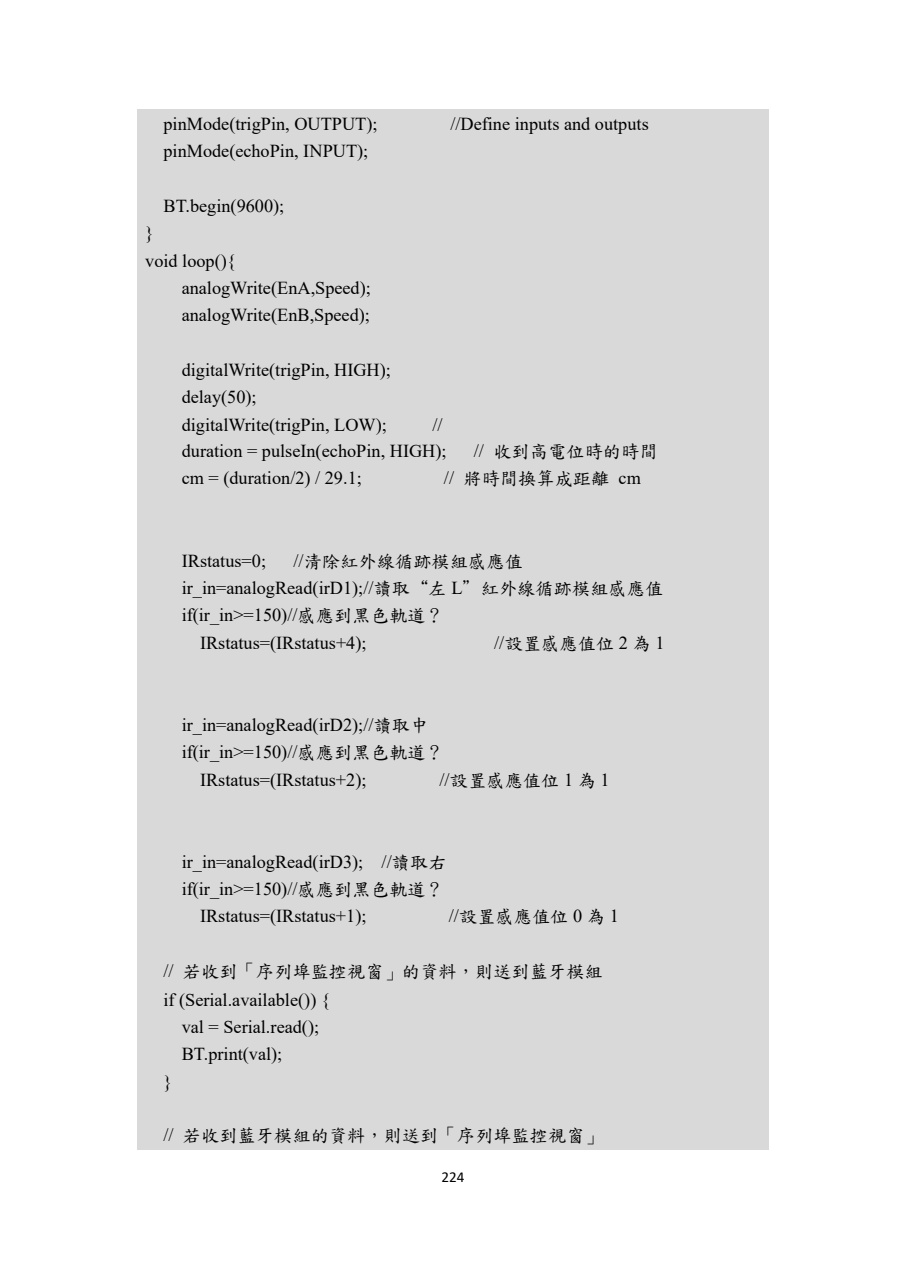 pinMode(trigPin, OUTPUT); //Define inputs and outputs
pinMode(echoPin, INPUT);
BT.begin(9600);
}
void loop(){
analogWrite(EnA,Speed);
analogWrite(EnB,Speed);
digitalWrite(trigPin, HIGH);
delay(50);
digitalWrite(trigPin, LOW); //
duration = pulseIn(echoPin, HIGH); // 收到高電位時的時間
cm = (duration/2) / 29.1; // 將時間換算成距離 cm
IRstatus=0; //清除紅外線循跡模組感應值
ir_in=analogRead(irD1);//讀取“左 L” 紅外線循跡模組感應值
if(ir_in>=150)//感應到黑色軌道？
IRstatus=(IRstatus+4); //設置感應值位 2 為 1
ir_in=analogRead(irD2);//讀取中
if(ir_in>=150)//感應到黑色軌道？
IRstatus=(IRstatus+2); //設置感應值位 1 為 1
ir_in=analogRead(irD3); //讀取右
if(ir_in>=150)//感應到黑色軌道？
IRstatus=(IRstatus+1); //設置感應值位 0 為 1
// 若收到「序列埠監控視窗」的資料，則送到藍牙模組
if (Serial.available()) {
val = Serial.read();
BT.print(val);
}
// 若收到藍牙模組的資料，則送到「序列埠監控視窗」
224